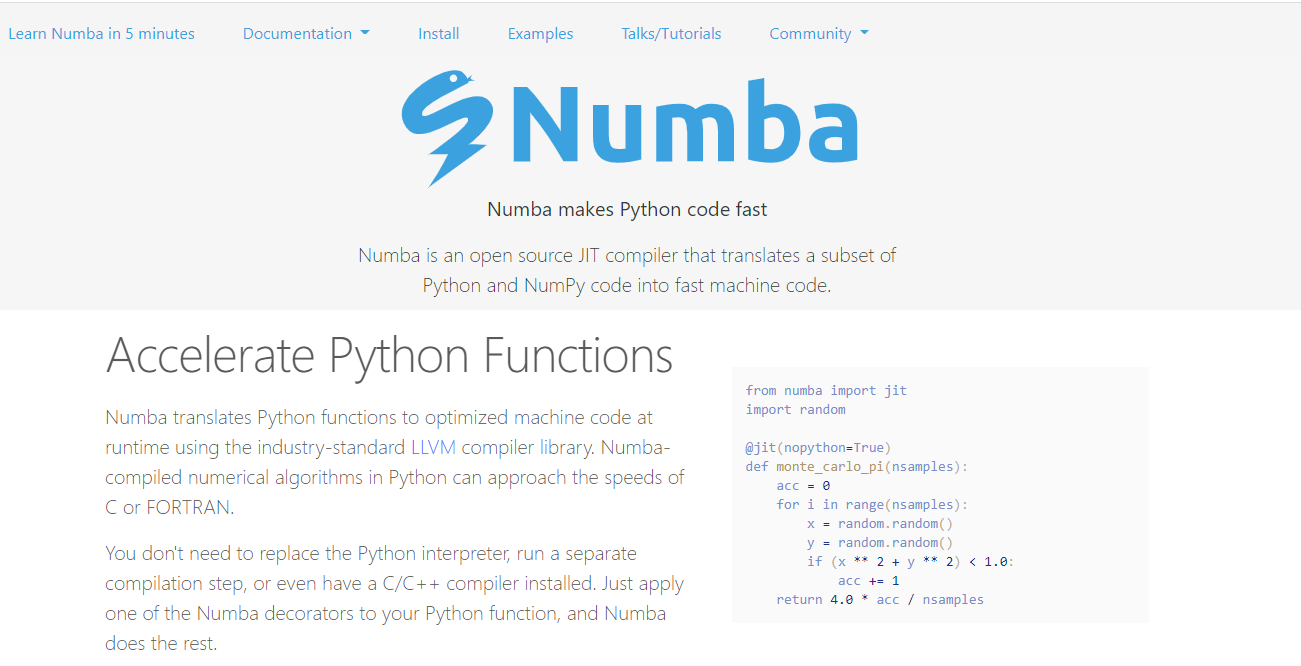 Learn Numba in 5 minutes Documentation Install Examples Talks/Tutorials Community
Numba
Numba makes Python code fast
Numba is an open source JIT compiler that translates a subset of
Python and NumPy code into fast machine code.
Accelerate Python Functions
Numba translates Python functions to optimized machine code at
runtime using the industry-standard LLVM compiler library. Numba-
compiled numerical algorithms in Python can approach the speeds of
C or FORTRAN.
You don't need to replace the Python interpreter, run a separate
compilation step, or even have a C/C++ compiler installed. Just apply
one of the Numba decorators to your Python function, and Numba
does the rest.
from numba import jit
import random
@jit(nopython=True)
def monte_carlo_pi(nsamples):
    acc = 0
    for i in range(nsamples):
        x = random.random()
        y = random.random()
        if (x ** 2 + y ** 2) < 1.0:
            acc += 1
    return 4.0 * acc / nsamples